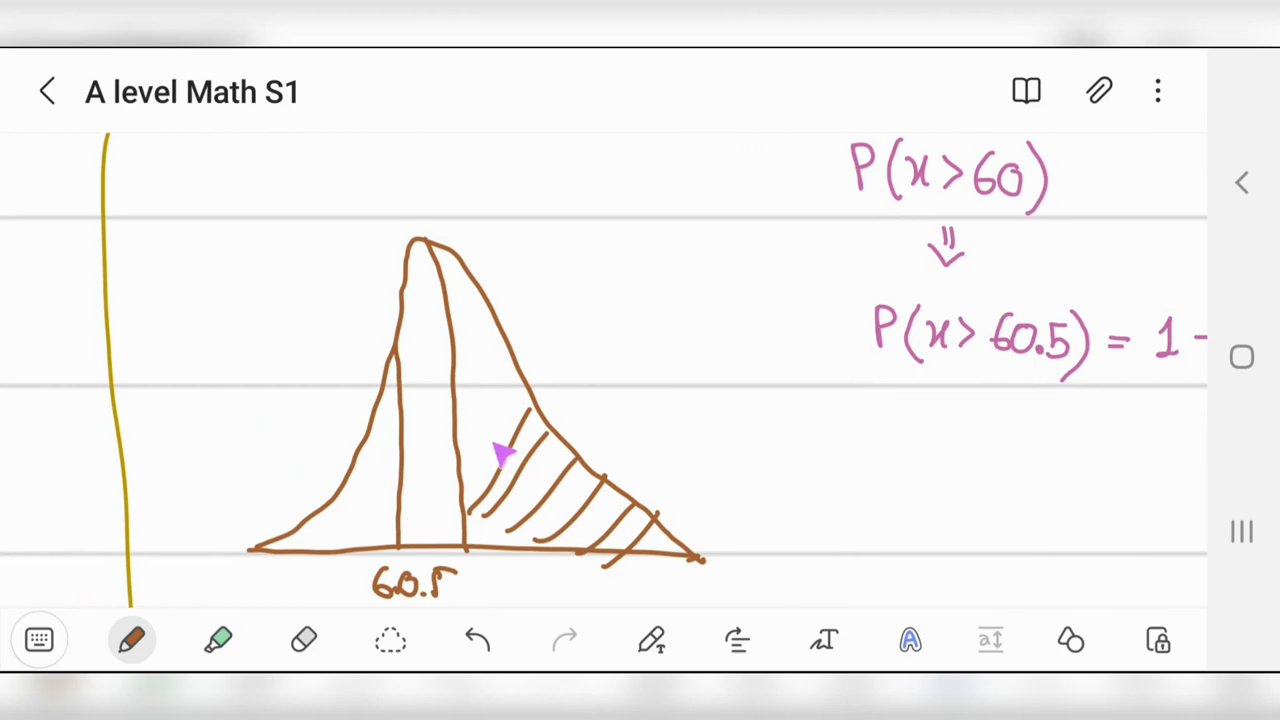 A level Math S1
P(x>60)
⇓
P(x>60.5) = 1 -
60.5